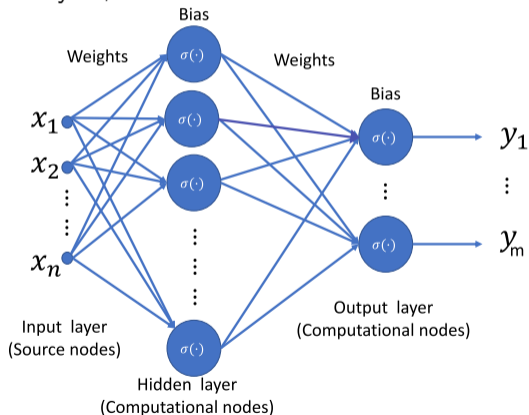 Bias
σ(·)
Weights
Weights
Bias
x₁
σ(·)
σ(·)
y₁
x₂
σ(·)
⋮
⋮
⋮
⋮
⋮
⋮
xₙ
σ(·)
yₘ
Input layer
(Source nodes)
σ(·)
Output layer
(Computational nodes)
Hidden layer
(Computational nodes)